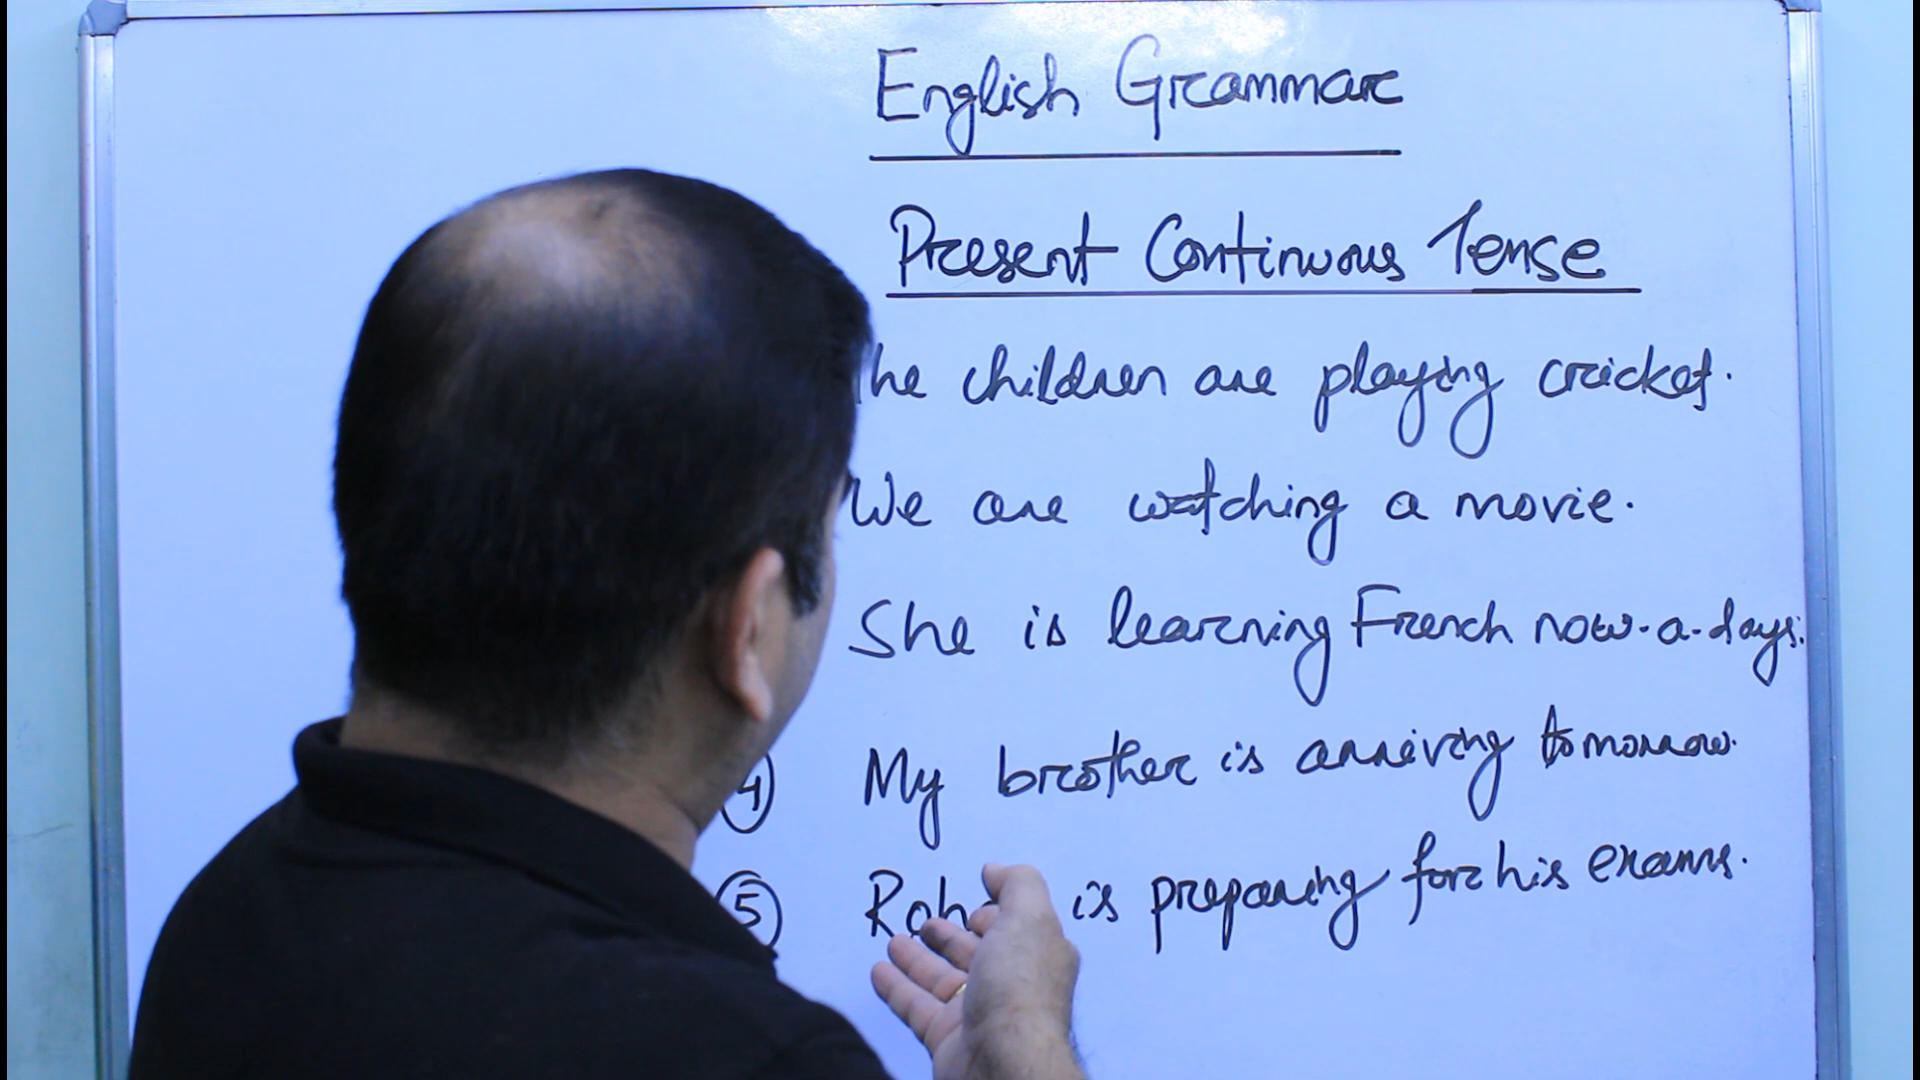 English Grammar
Present Continuous Tense
he children are playing cricket.
We are watching a movie.
She is learning French now-a-days.
4 My brother is arriving tomorrow.
5 is preparing for his exams.